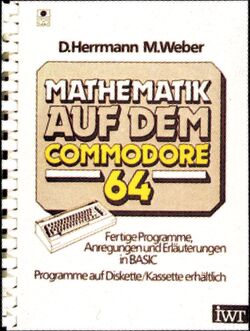 D.Herrmann M.Weber
MATHEMATIK
AUF DEM
COMMODORE
64
Fertige Programme,
Anregungen und Erläuterungen
in BASIC
Programme auf Diskette/Kassette erhältlich
iwt